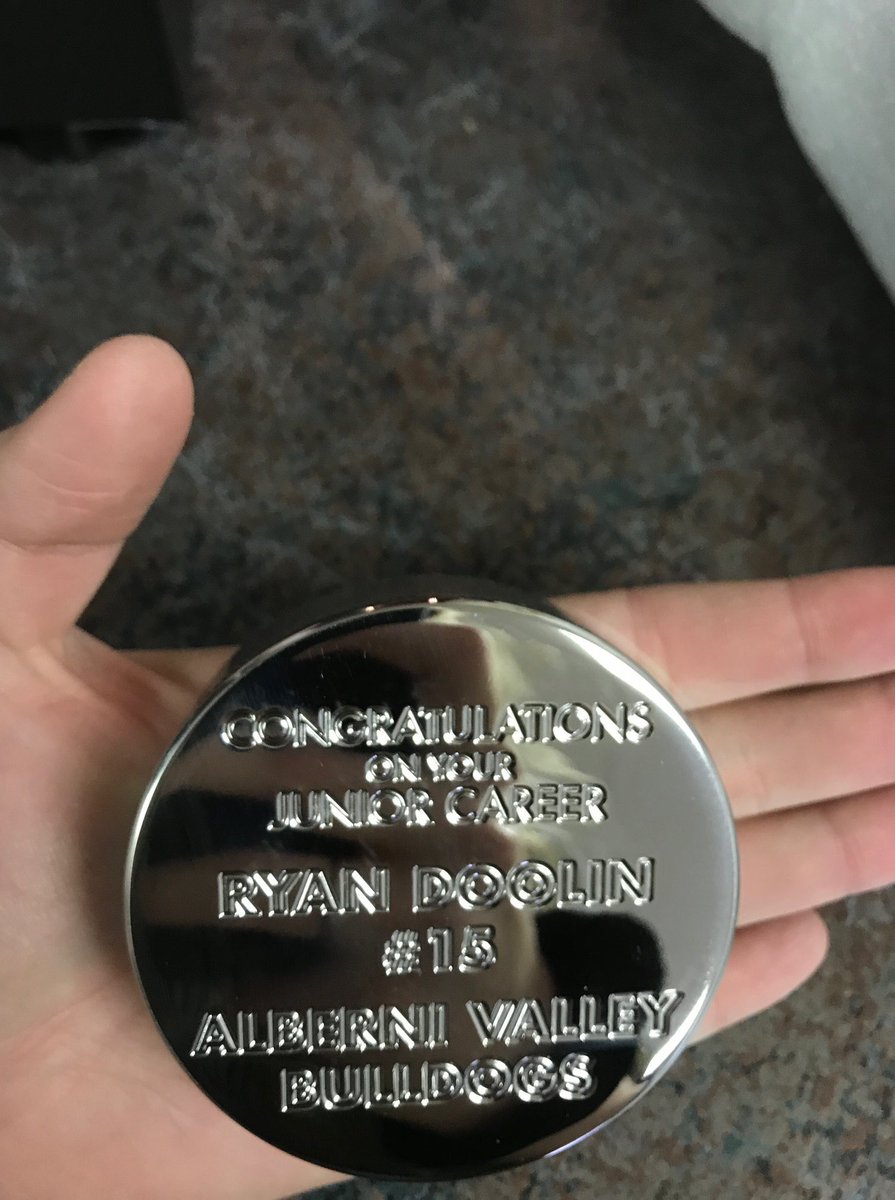 CONGRATULATIONS
ON YOUR
JUNIOR CAREER
RYAN DOOLIN
#15
ALBERNI VALLEY
BULLDOGS